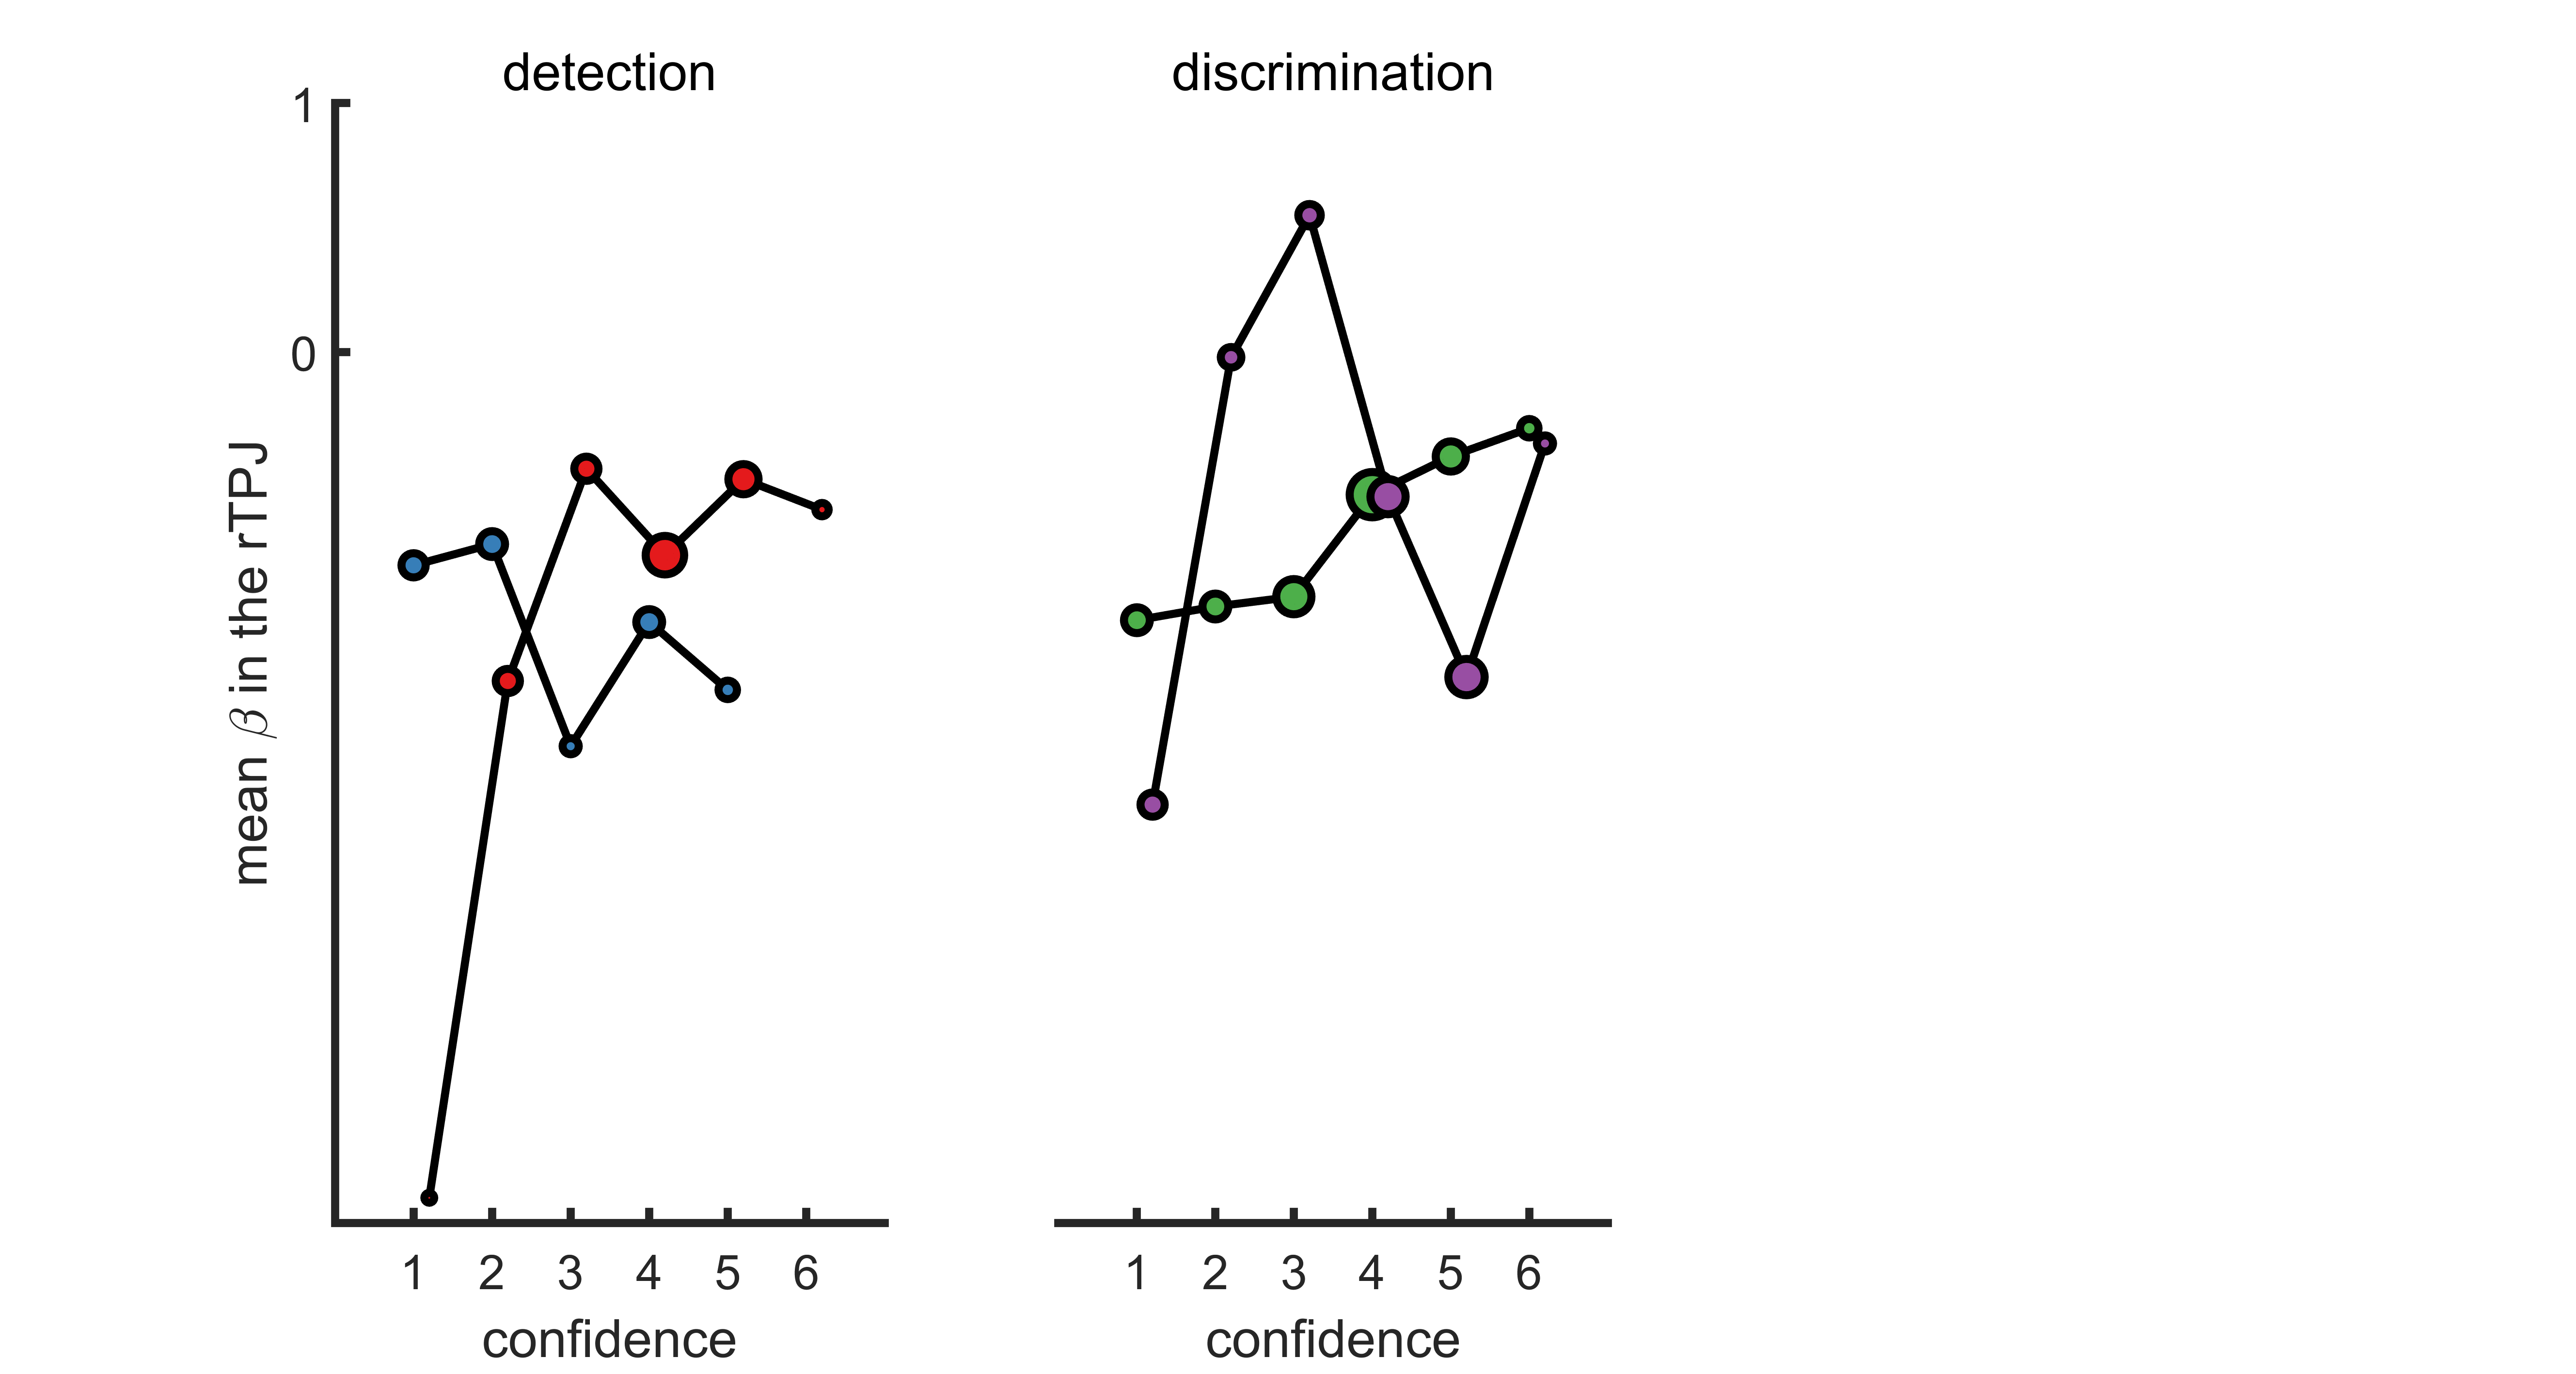 detection
discrimination
1
0
mean β in the rTPJ
1 2 3 4 5 6
1 2 3 4 5 6
confidence
confidence